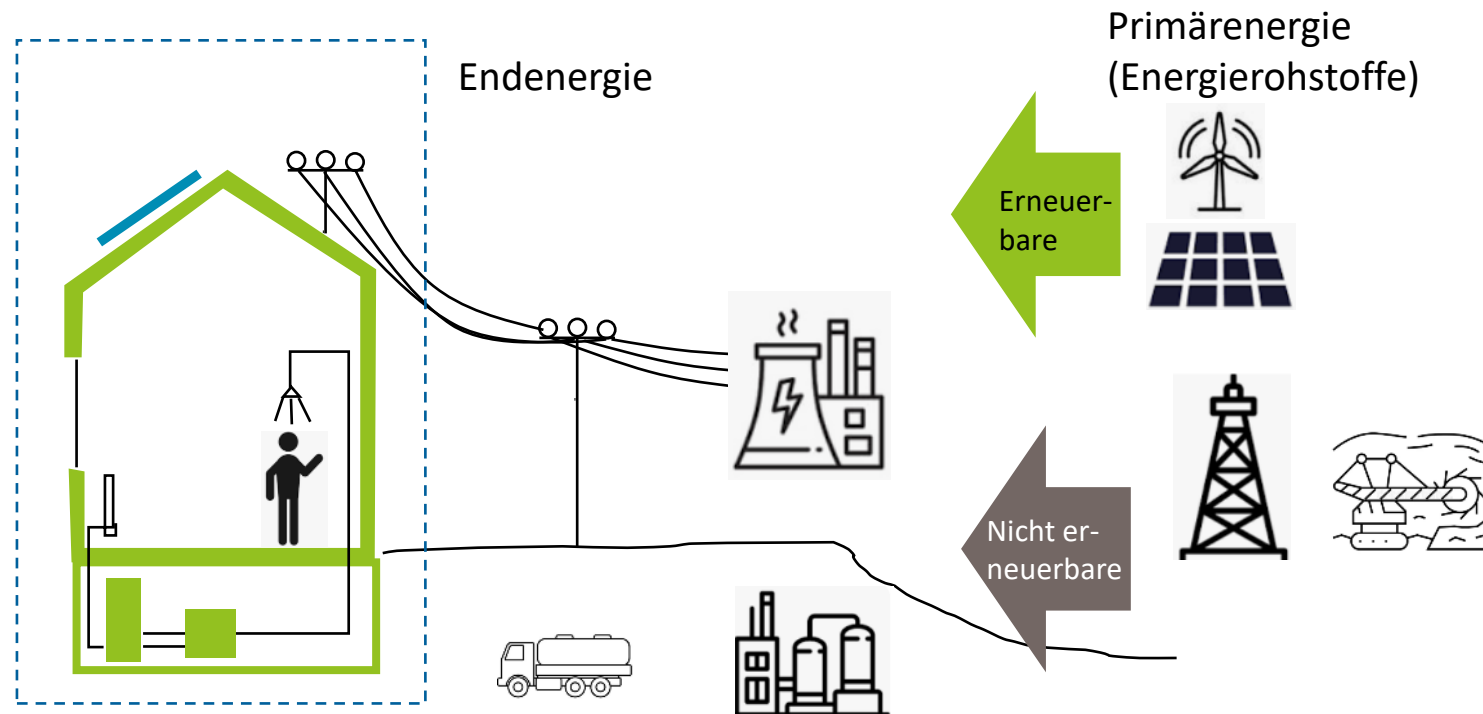 Primärenergie
(Energierohstoffe)
Endenergie
Erneuer-
bare
Nicht er-
neuerbare